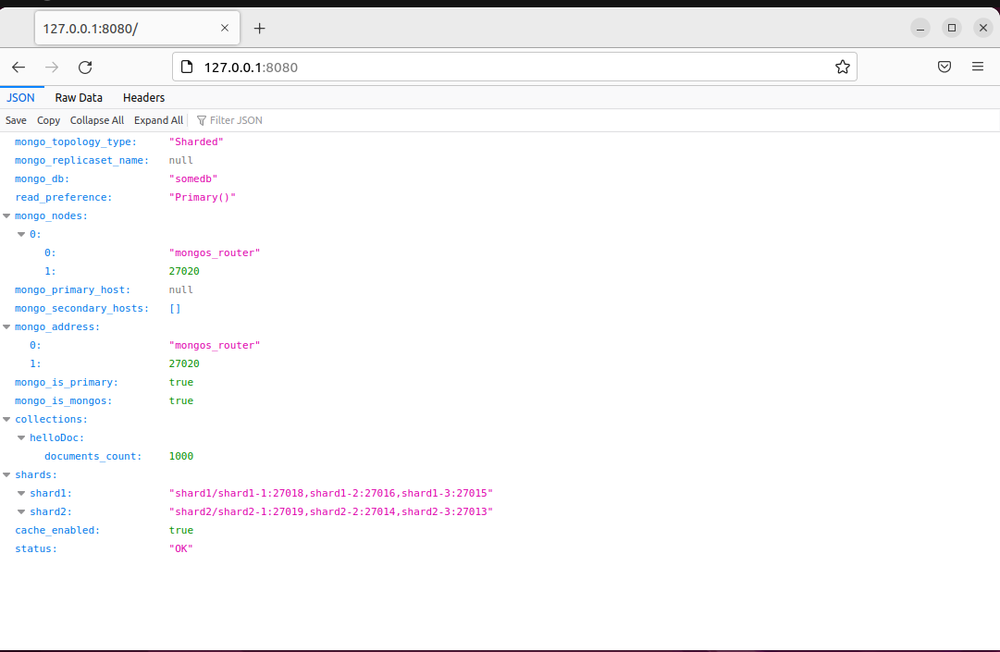 127.0.0.1:8080/
127.0.0.1:8080
JSON Raw Data Headers
Save Copy Collapse All Expand All Filter JSON
mongo_topology_type: "Sharded"
mongo_replicaset_name: null
mongo_db: "somedb"
read_preference: "Primary()"
mongo_nodes:
0:
0: "mongos_router"
1: 27020
mongo_primary_host: null
mongo_secondary_hosts: []
mongo_address:
0: "mongos_router"
1: 27020
mongo_is_primary: true
mongo_is_mongos: true
collections:
helloDoc:
documents_count: 1000
shards:
shard1: "shard1/shard1-1:27018,shard1-2:27016,shard1-3:27015"
shard2: "shard2/shard2-1:27019,shard2-2:27014,shard2-3:27013"
cache_enabled: true
status: "OK"